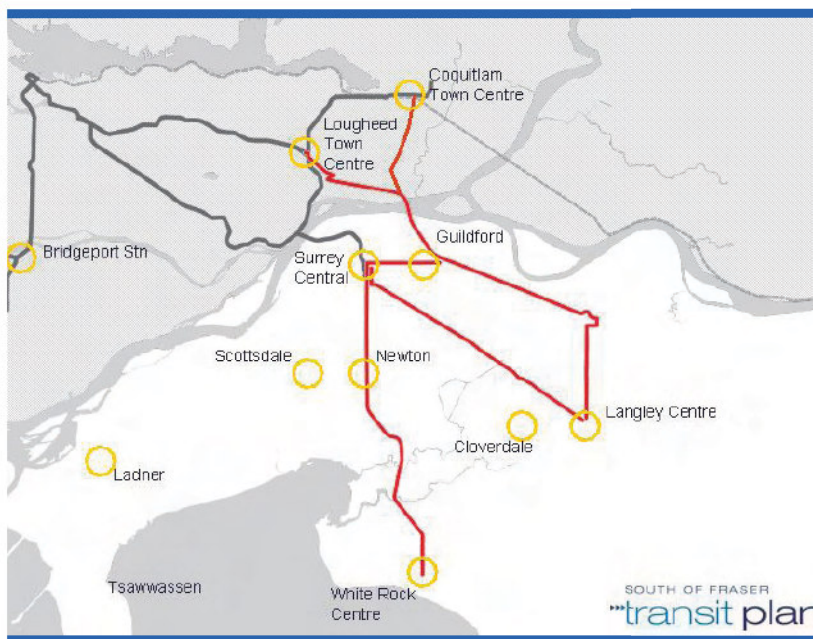 Coquitlam
Town Centre
Lougheed
Town
Centre
Guildford
Bridgeport Stn
Surrey
Central
Scottsdale
Newton
Langley Centre
Cloverdale
Ladner
Tsawwassen
White Rock
Centre
SOUTH OF FRASER
transit plan